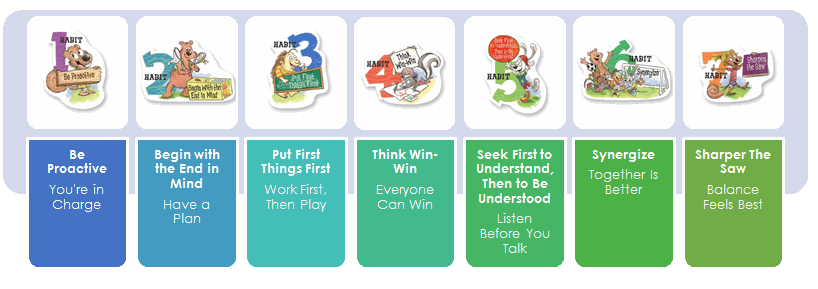 HABIT
1
Be Proactive
HABIT
2
Begin With the
End in Mind
HABIT
3
Put First
Things First
HABIT
4
Think
Win-Win
HABIT
5
Seek First
to Understand,
Then to Be
Understood
HABIT
6
Synergize
HABIT
7
Sharpen
the Saw
Be
Proactive
You're in
Charge
Begin with
the End in
Mind
Have a
Plan
Put First
Things First
Work First,
Then Play
Think Win-
Win
Everyone
Can Win
Seek First to
Understand,
Then to Be
Understood
Listen
Before You
Talk
Synergize
Together Is
Better
Sharper The
Saw
Balance
Feels Best